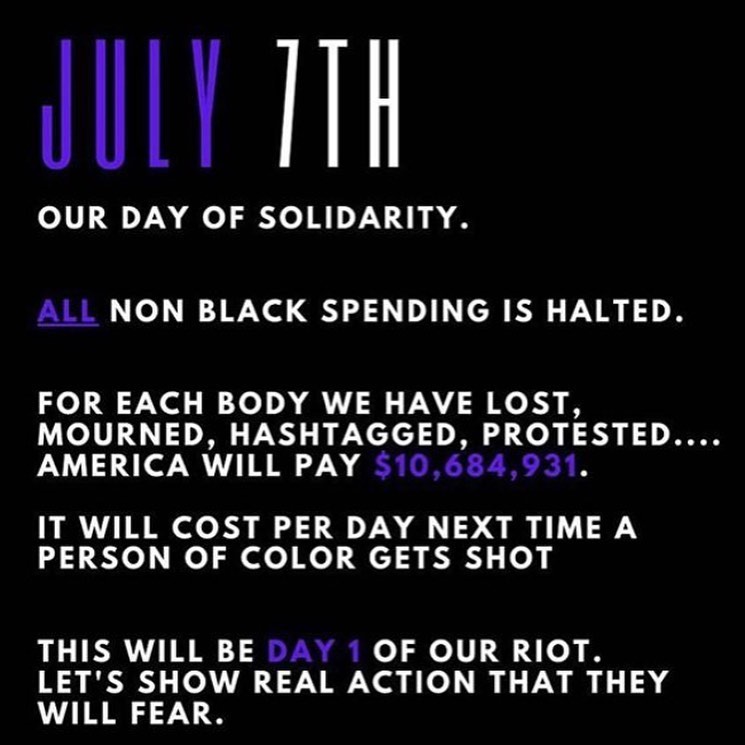 JULY 7TH
OUR DAY OF SOLIDARITY.
ALL NON BLACK SPENDING IS HALTED.
FOR EACH BODY WE HAVE LOST,
MOURNED, HASHTAGGED, PROTESTED....
AMERICA WILL PAY $10,684,931.
IT WILL COST PER DAY NEXT TIME A
PERSON OF COLOR GETS SHOT
THIS WILL BE DAY 1 OF OUR RIOT.
LET'S SHOW REAL ACTION THAT THEY
WILL FEAR.